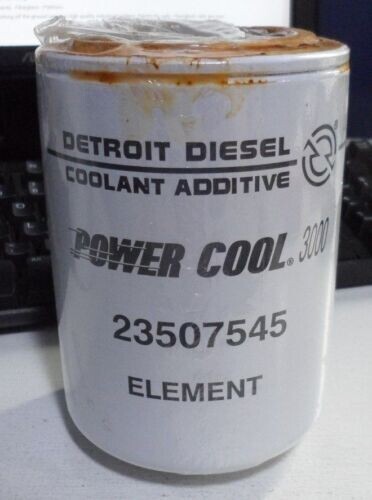 DETROIT DIESEL
COOLANT ADDITIVE
POWER COOL® 3000
23507545
ELEMENT